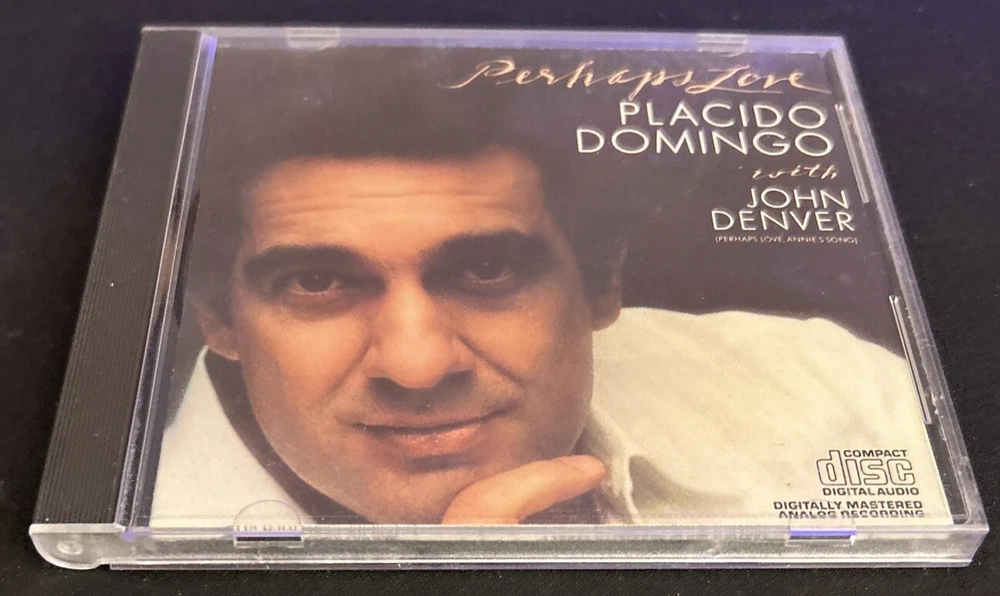 Perhaps Love
PLACIDO
DOMINGO
with
JOHN
DENVER
(PERHAPS LOVE, ANNIE'S SONG)
COMPACT
disc
DIGITAL AUDIO
DIGITALLY MASTERED
ANALOG RECORDING